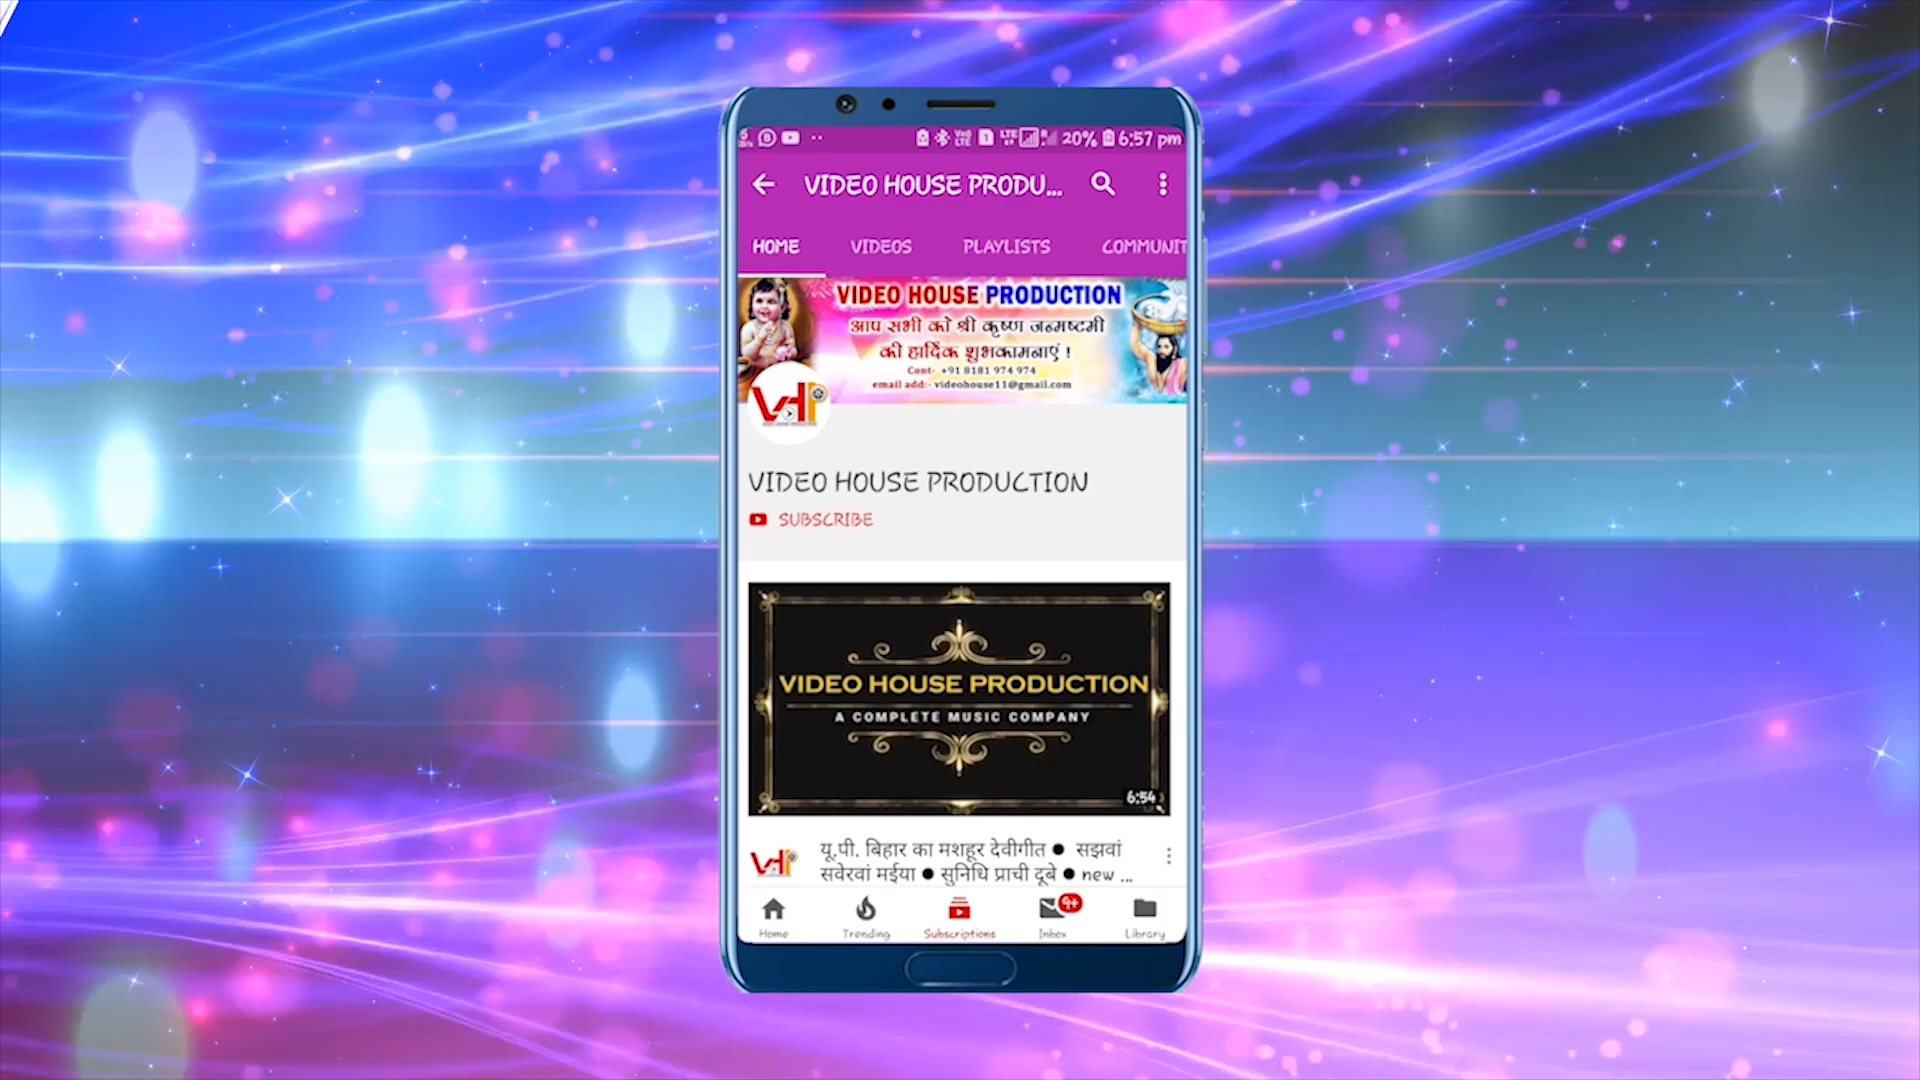 20% 6:57 pm
VIDEO HOUSE PRODU...
HOME VIDEOS PLAYLISTS COMMUNIT
VIDEO HOUSE PRODUCTION
आप सभी को श्री कृष्ण जन्मष्टमी
की हार्दिक शुभकामनाएं !
Cont- +91 8181 974 974
email add:- videohouse11@gmail.com
VIDEO HOUSE PRODUCTION
SUBSCRIBE
VIDEO HOUSE PRODUCTION
A COMPLETE MUSIC COMPANY
6:54
यू.पी. बिहार का मशहूर देवीगीत ● सझवां
सवेरवां मईया ● सुनिधि प्राची दूबे ● new ...
9+
Home Trending Subscriptions Inbox Library